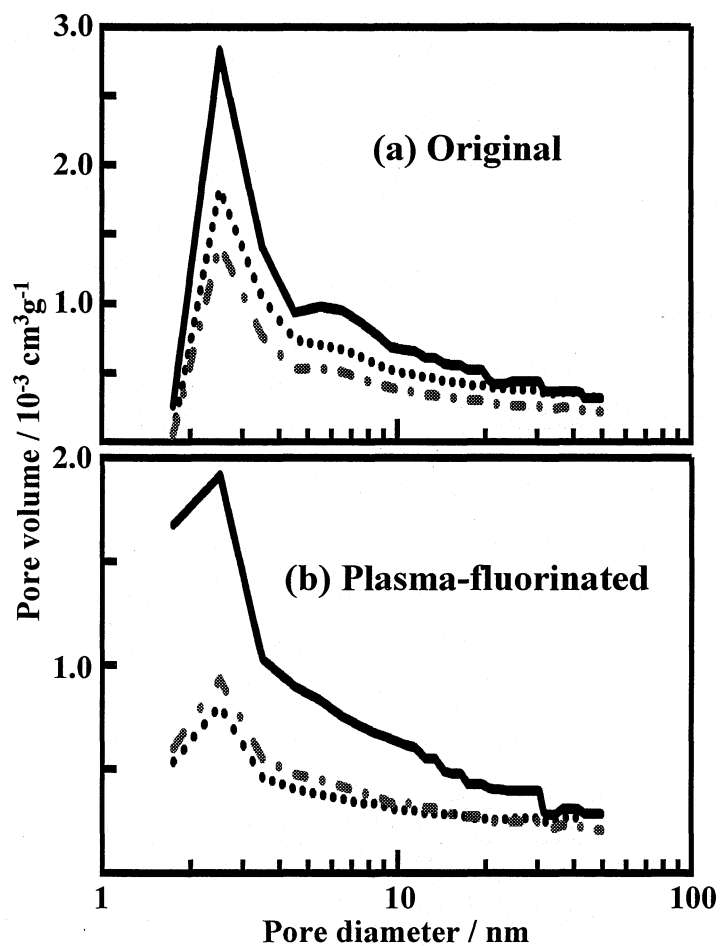 3.0
(a) Original
2.0
1.0
Pore volume / 10⁻³ cm³g⁻¹
2.0
(b) Plasma-fluorinated
1.0
1 10 100
Pore diameter / nm